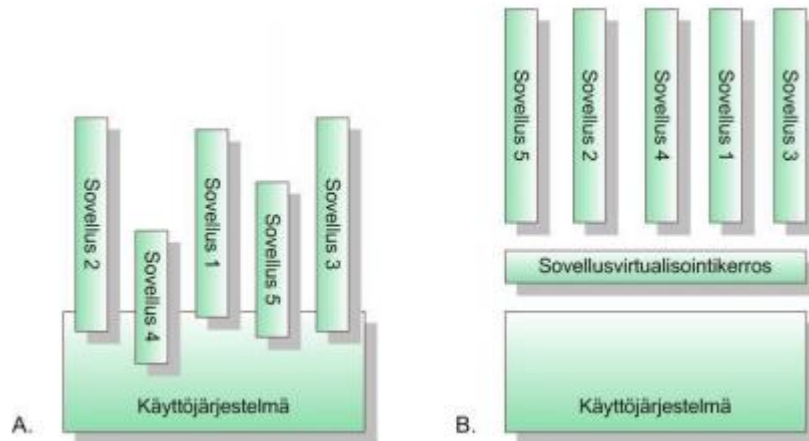 Sovellus 2
Sovellus 4
Sovellus 1
Sovellus 5
Sovellus 3
Käyttöjärjestelmä
A.
Sovellus 5
Sovellus 2
Sovellus 4
Sovellus 1
Sovellus 3
Sovellusvirtualisointikerros
Käyttöjärjestelmä
B.